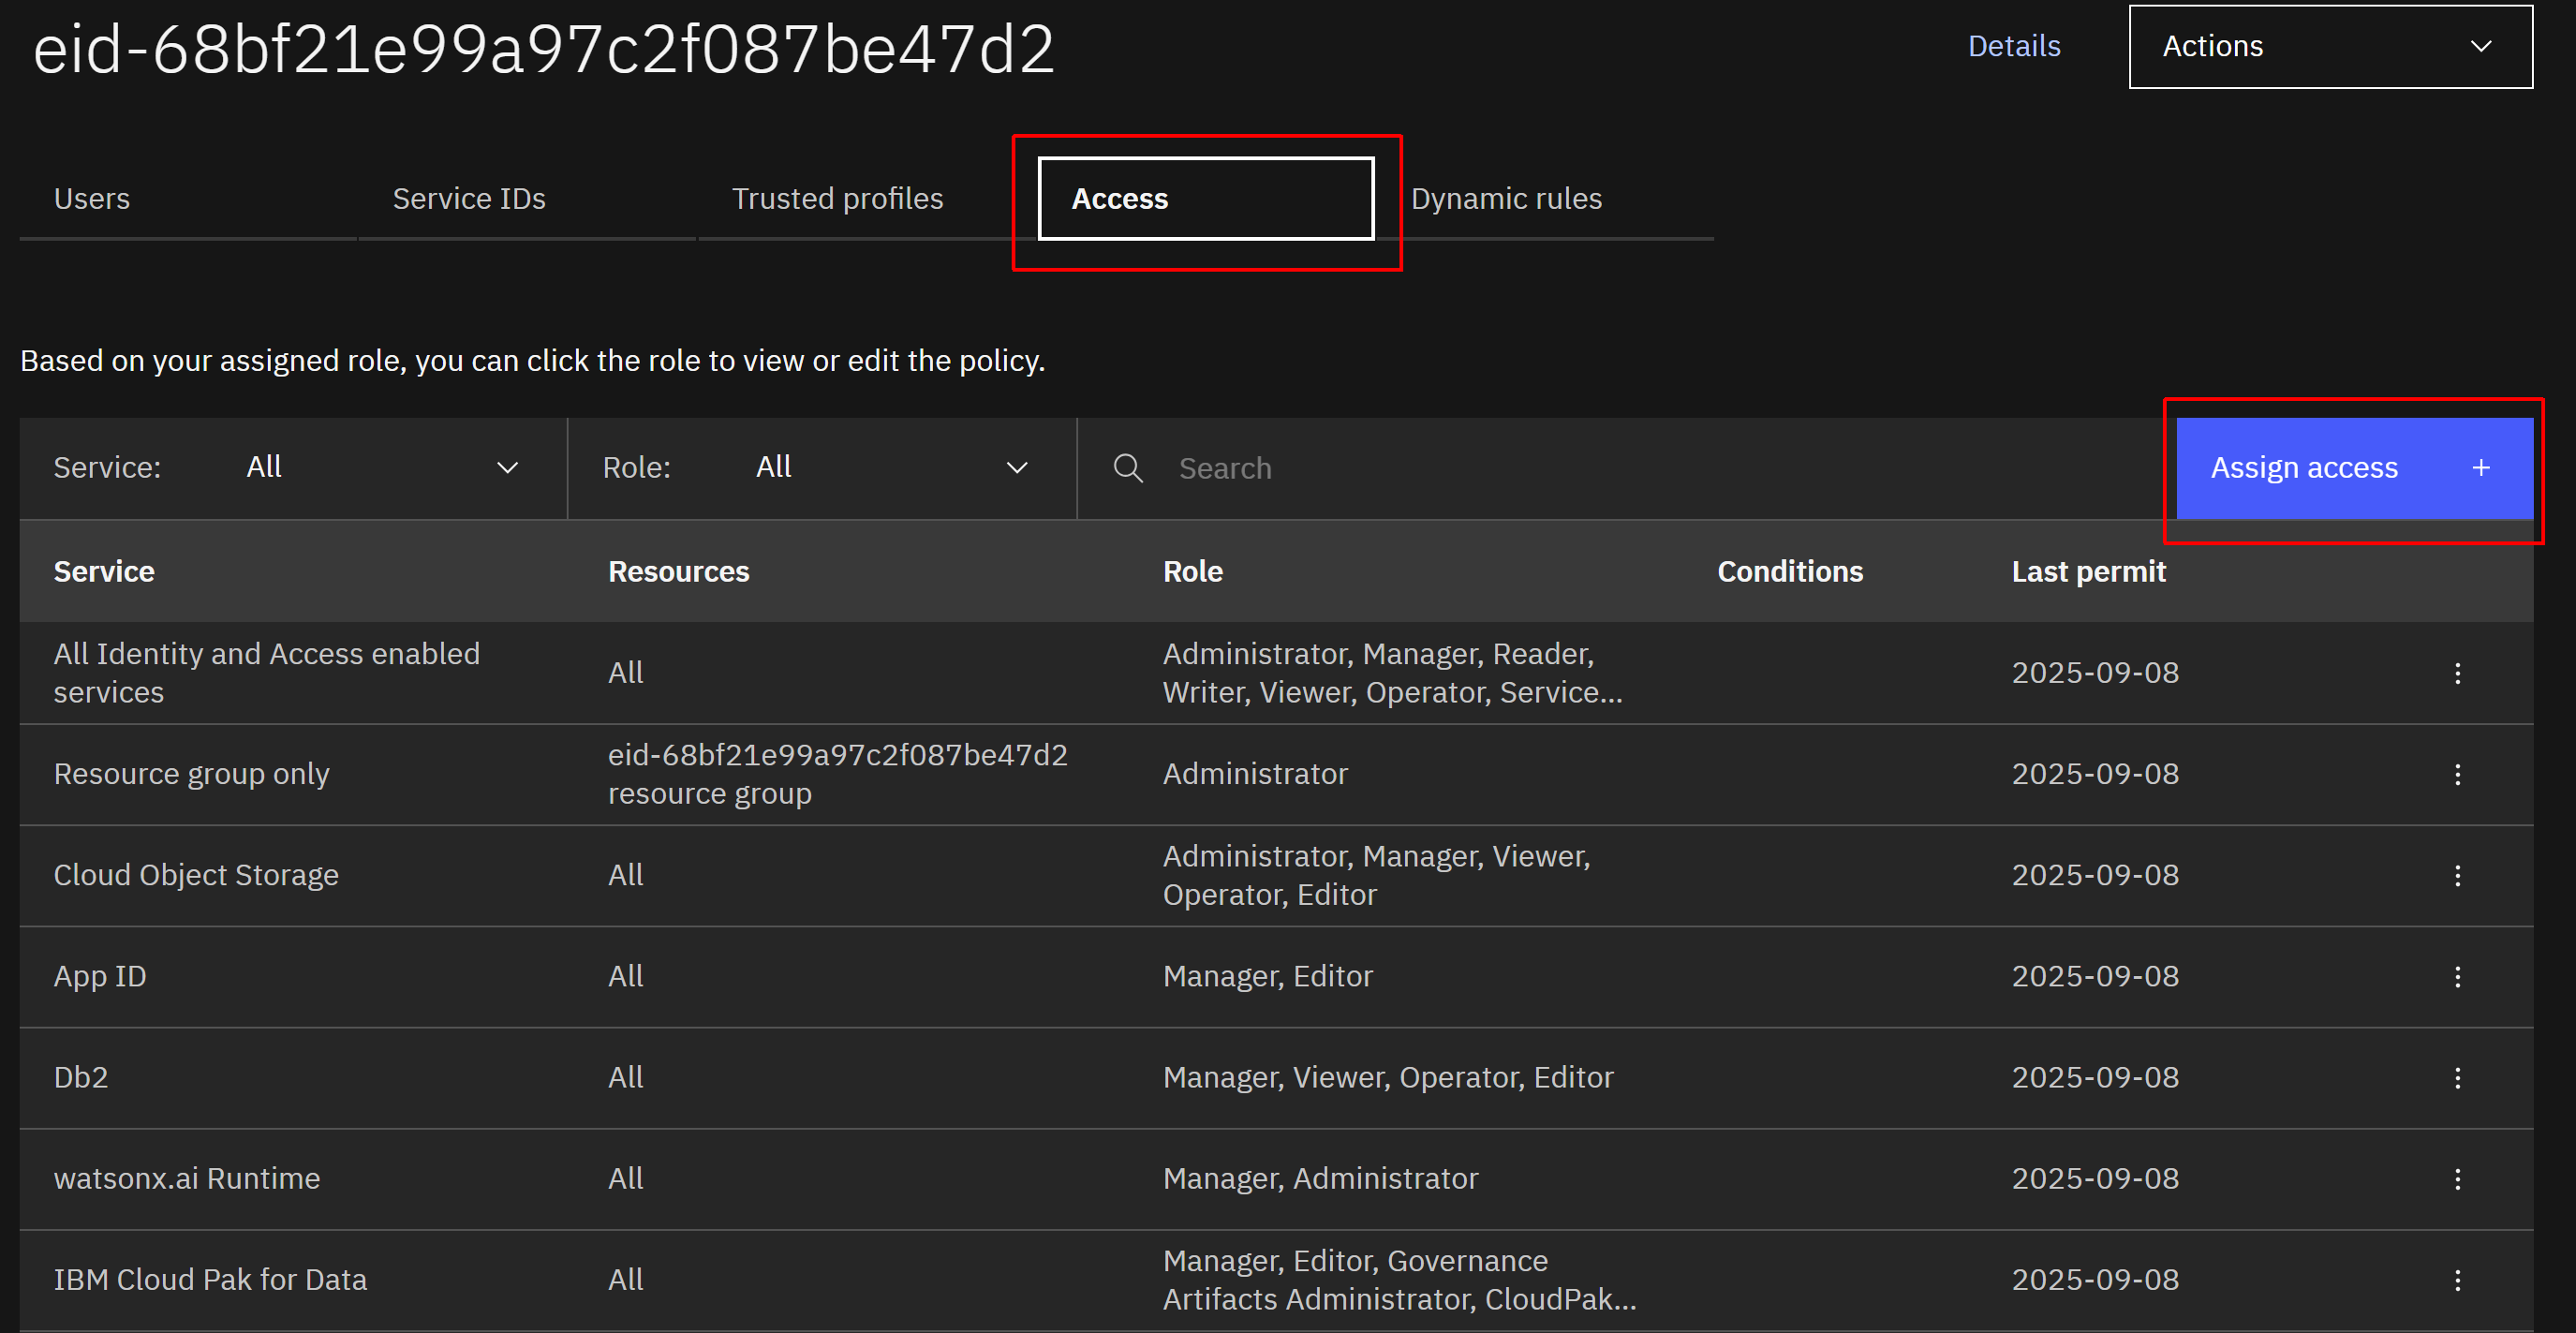 eid-68bf21e99a97c2f087be47d2
Details
Actions
Users
Service IDs
Trusted profiles
Access
Dynamic rules
Based on your assigned role, you can click the role to view or edit the policy.
Service: All
Role: All
Search
Assign access +
Service Resources Role Conditions Last permit
All Identity and Access enabled
services
All
Administrator, Manager, Reader,
Writer, Viewer, Operator, Service...
2025-09-08
Resource group only
eid-68bf21e99a97c2f087be47d2
resource group
Administrator
2025-09-08
Cloud Object Storage
All
Administrator, Manager, Viewer,
Operator, Editor
2025-09-08
App ID
All
Manager, Editor
2025-09-08
Db2
All
Manager, Viewer, Operator, Editor
2025-09-08
watsonx.ai Runtime
All
Manager, Administrator
2025-09-08
IBM Cloud Pak for Data
All
Manager, Editor, Governance
Artifacts Administrator, CloudPak...
2025-09-08